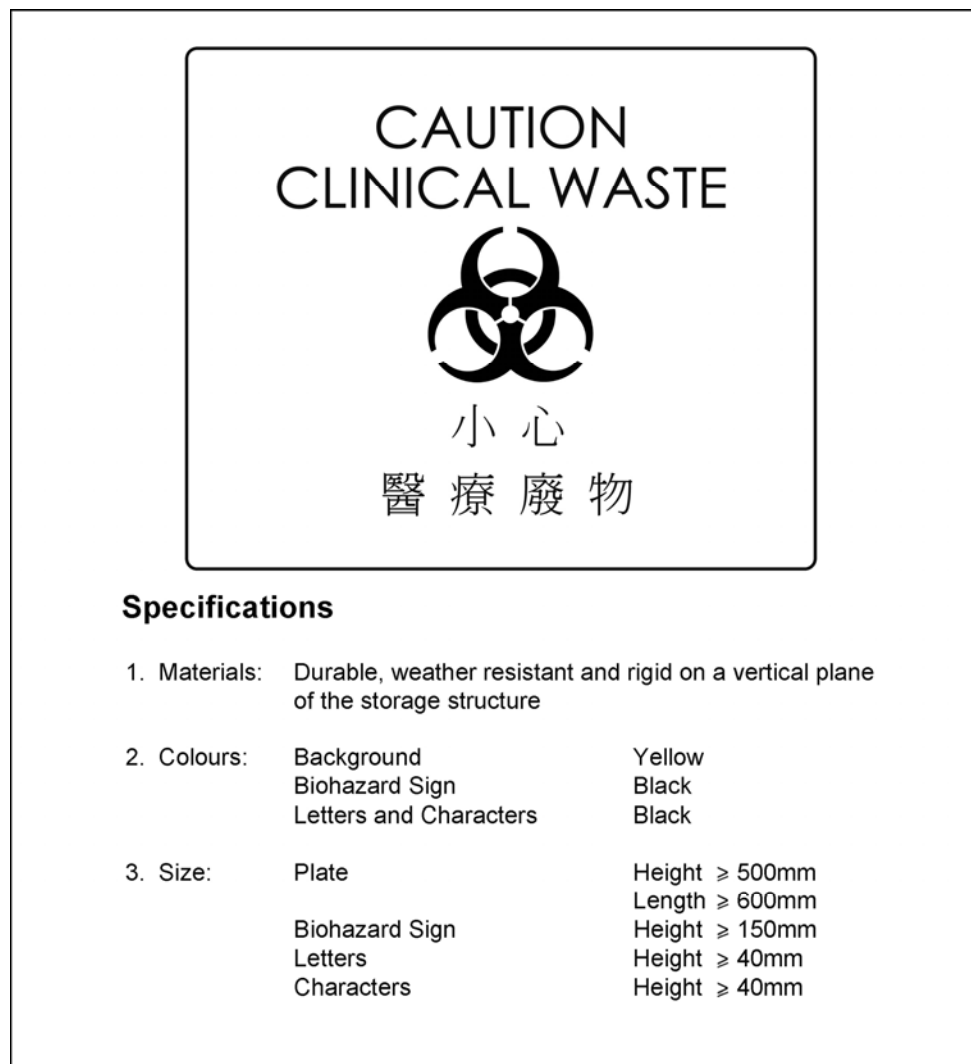 CAUTION
CLINICAL WASTE
小心
醫療廢物
Specifications
1. Materials: Durable, weather resistant and rigid on a vertical plane
of the storage structure
2. Colours: Background Yellow
Biohazard Sign Black
Letters and Characters Black
3. Size: Plate Height ⩾ 500mm
Length ⩾ 600mm
Biohazard Sign Height ⩾ 150mm
Letters Height ⩾ 40mm
Characters Height ⩾ 40mm